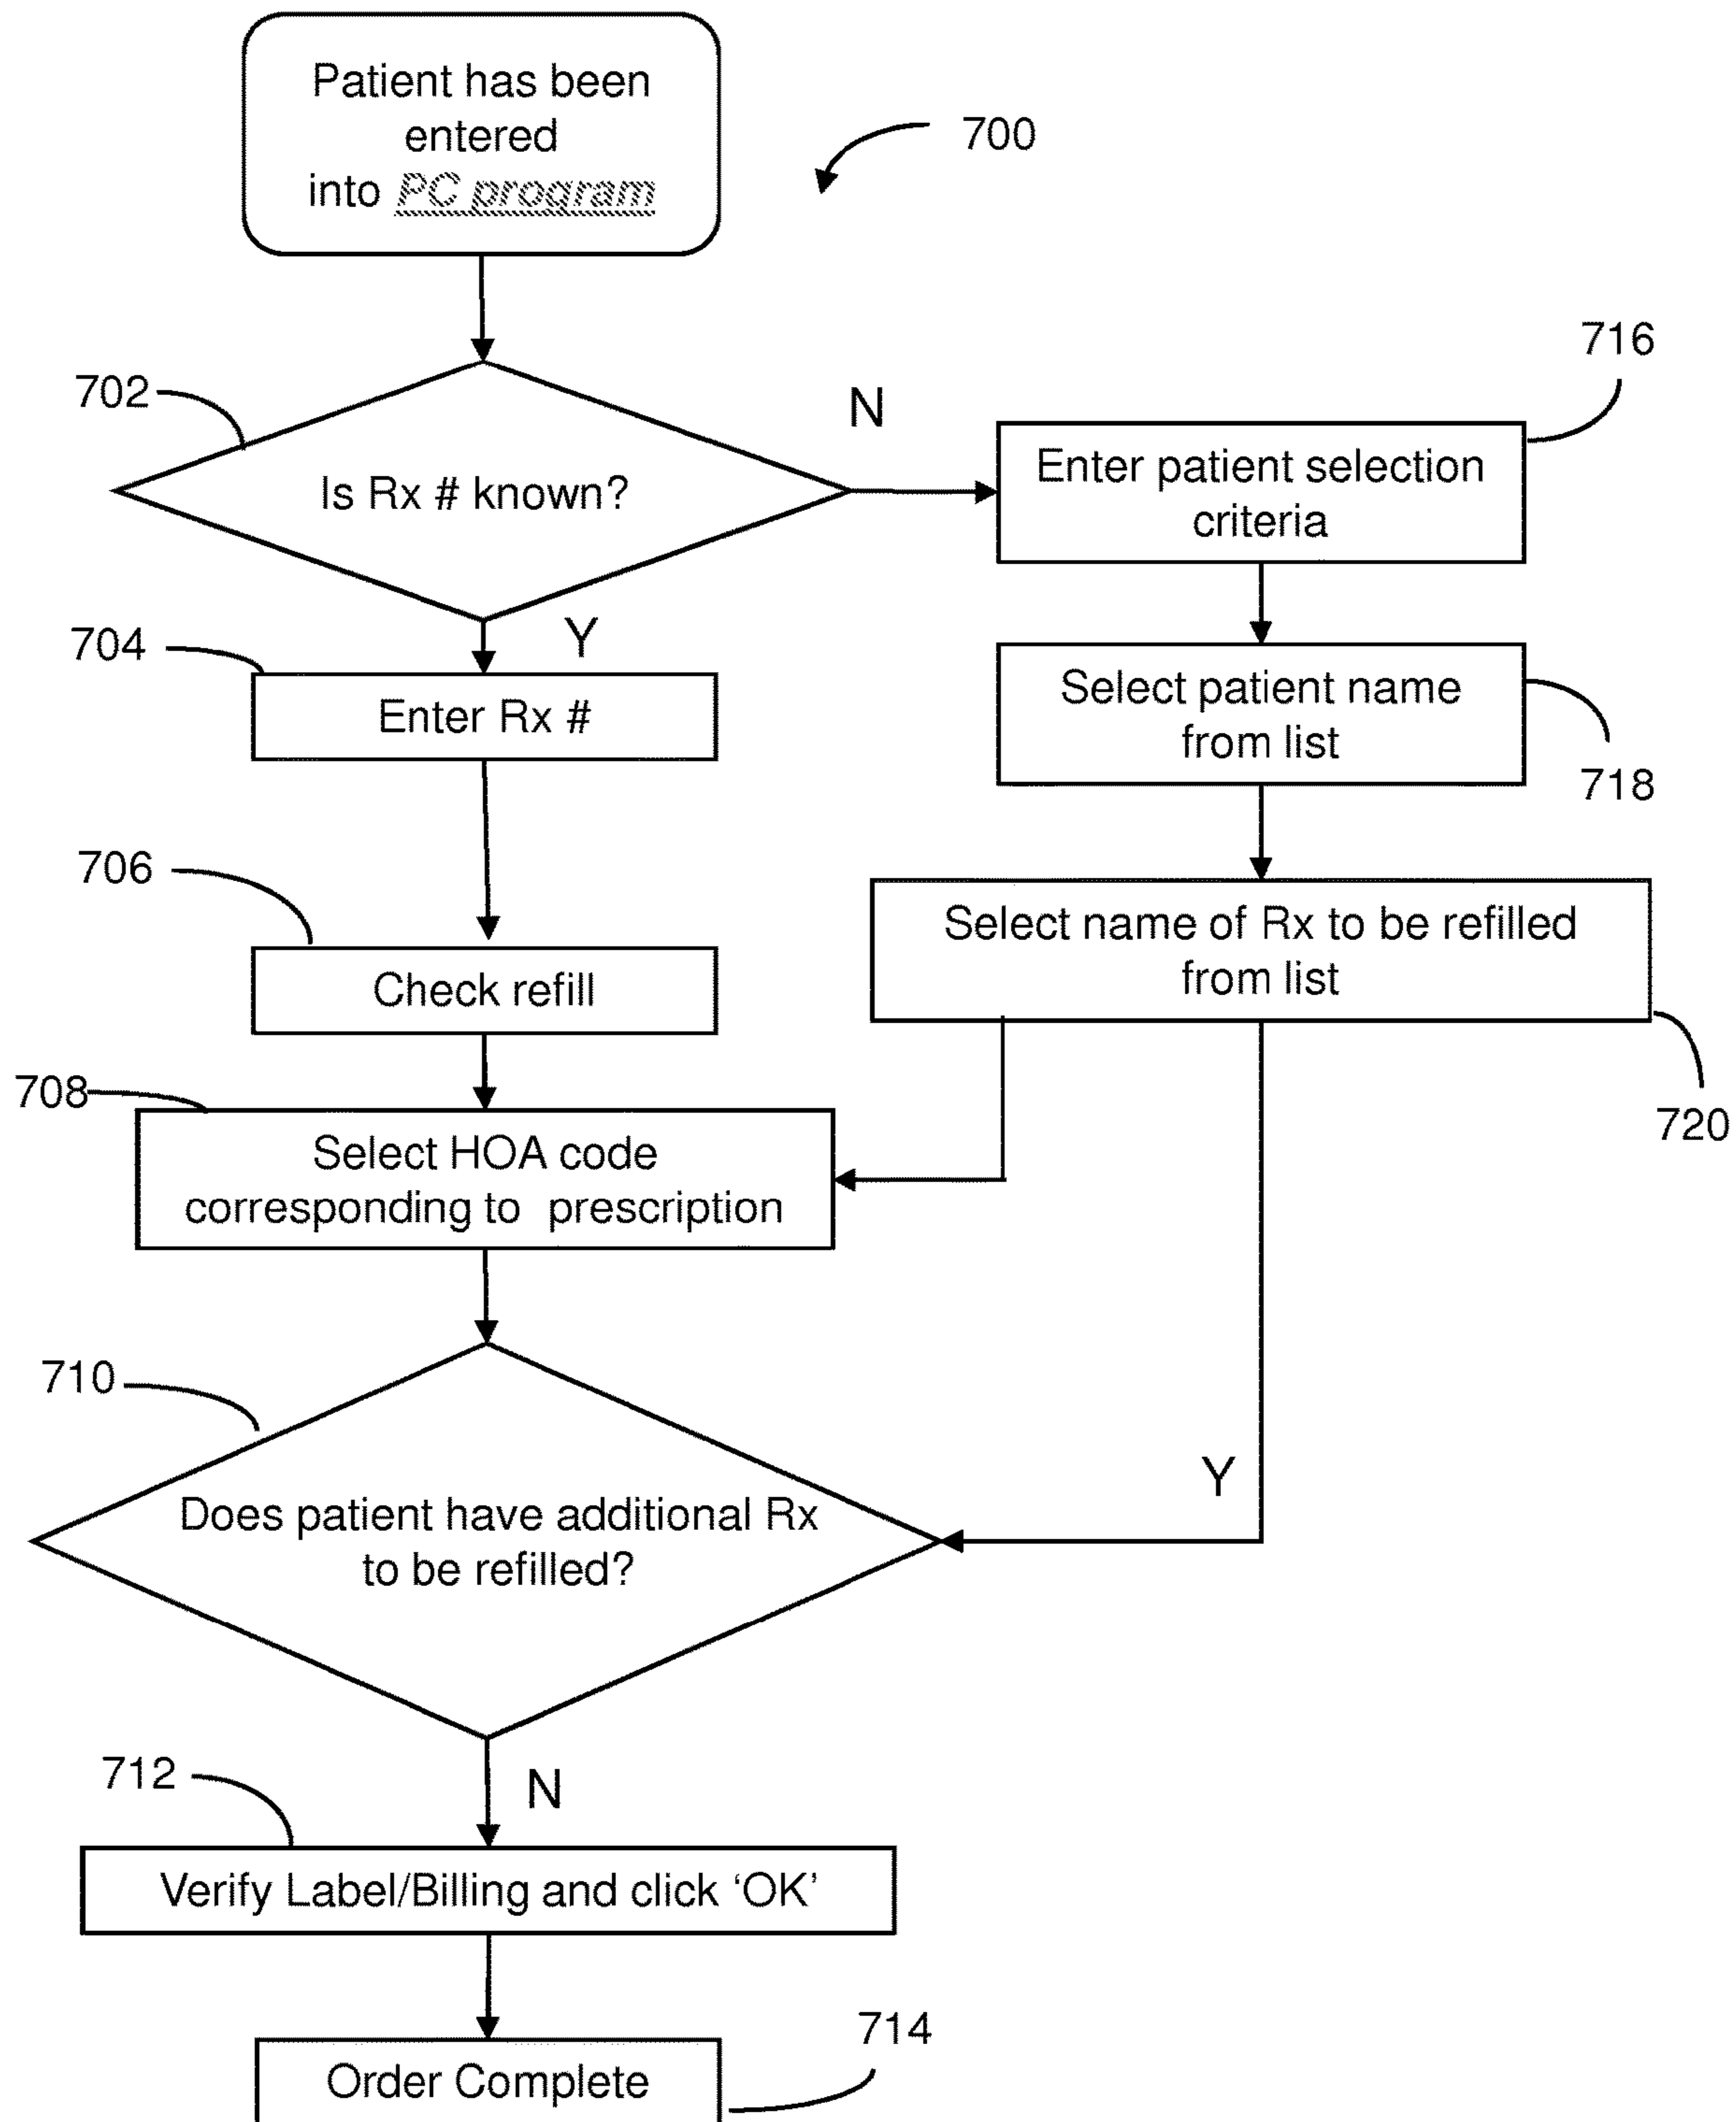 Patient has been
entered
into PC program
700
702
Is Rx # known?
N
716
Enter patient selection
criteria
Y
704
Enter Rx #
Select patient name
from list
718
706
Check refill
Select name of Rx to be refilled
from list
720
708
Select HOA code
corresponding to prescription
710
Does patient have additional Rx
to be refilled?
Y
712
N
Verify Label/Billing and click ‘OK’
714
Order Complete